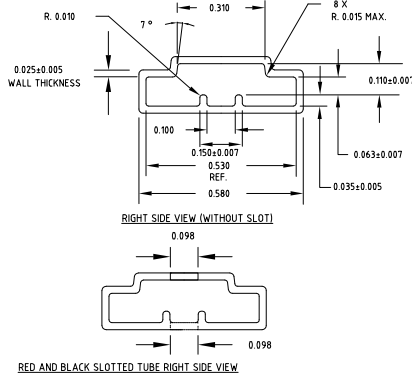 0.310
8 X
R. 0.015 MAX.
R. 0.010
7°
0.025±0.005
WALL THICKNESS
0.110±0.007
0.100
0.150±0.007
0.530
REF.
0.580
0.063±0.007
0.035±0.005
RIGHT SIDE VIEW (WITHOUT SLOT)
0.098
0.098
RED AND BLACK SLOTTED TUBE RIGHT SIDE VIEW